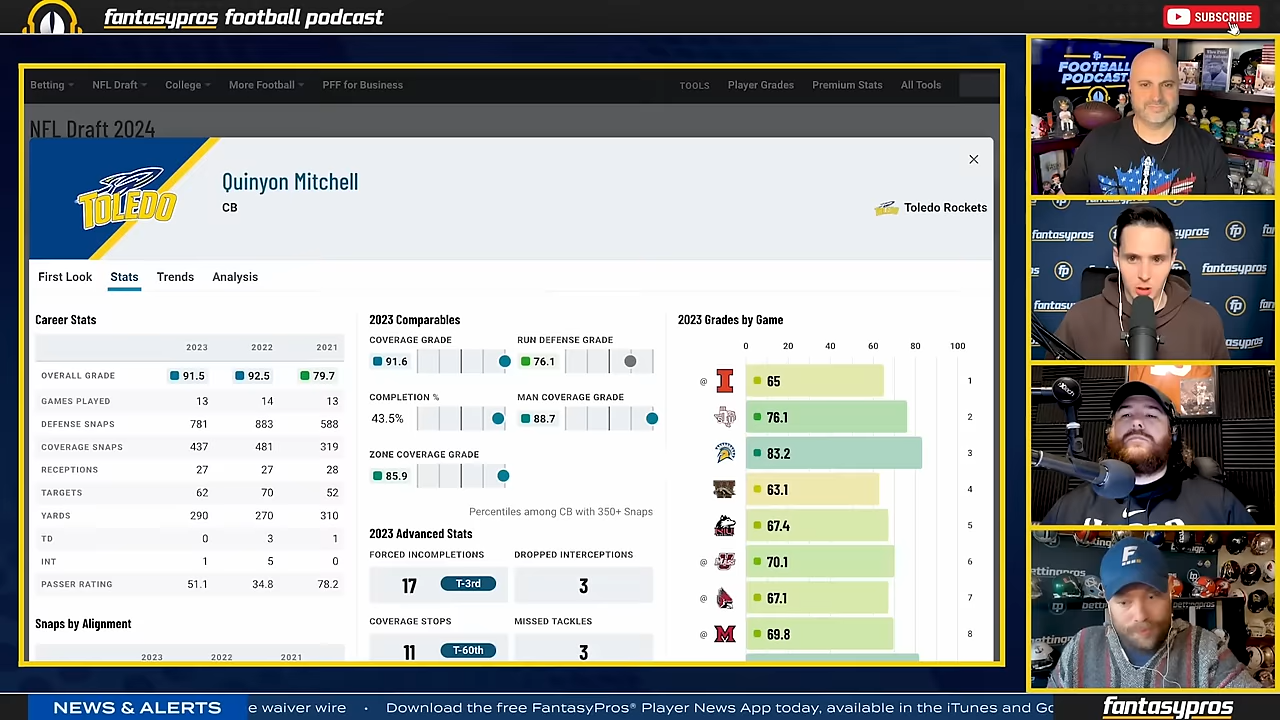 fantasypros football podcast
SUBSCRIBE
Betting NFL Draft College More Football PFF for Business TOOLS Player Grades Premium Stats All Tools
NFL Draft 2024
TOLEDO
Quinyon Mitchell
CB
Toledo Rockets
First Look Stats Trends Analysis
Career Stats
2023 2022 2021
OVERALL GRADE 91.5 92.5 79.7
GAMES PLAYED 13 14 13
DEFENSE SNAPS 781 883 588
COVERAGE SNAPS 437 481 319
RECEPTIONS 27 27 28
TARGETS 62 70 52
YARDS 290 270 310
TD 0 3 1
INT 1 5 0
PASSER RATING 51.1 34.8 78.2
Snaps by Alignment
2023 2022 2021
2023 Comparables
COVERAGE GRADE RUN DEFENSE GRADE
91.6 76.1
COMPLETION % MAN COVERAGE GRADE
43.5% 88.7
ZONE COVERAGE GRADE
85.9
Percentiles among CB with 350+ Snaps
2023 Advanced Stats
FORCED INCOMPLETIONS DROPPED INTERCEPTIONS
17 T-3rd 3
COVERAGE STOPS MISSED TACKLES
11 T-60th 3
2023 Grades by Game
0 20 40 60 80 100
@ 65 1
76.1 2
83.2 3
63.1 4
67.4 5
@ 70.1 6
@ 67.1 7
@ 69.8 8
FOOTBALL
PODCAST
fantasypros
fantasypros
fp
bettingpros
NEWS & ALERTS
e waiver wire • Download the free FantasyPros® Player News App today, available in the iTunes and Go
fantasypros